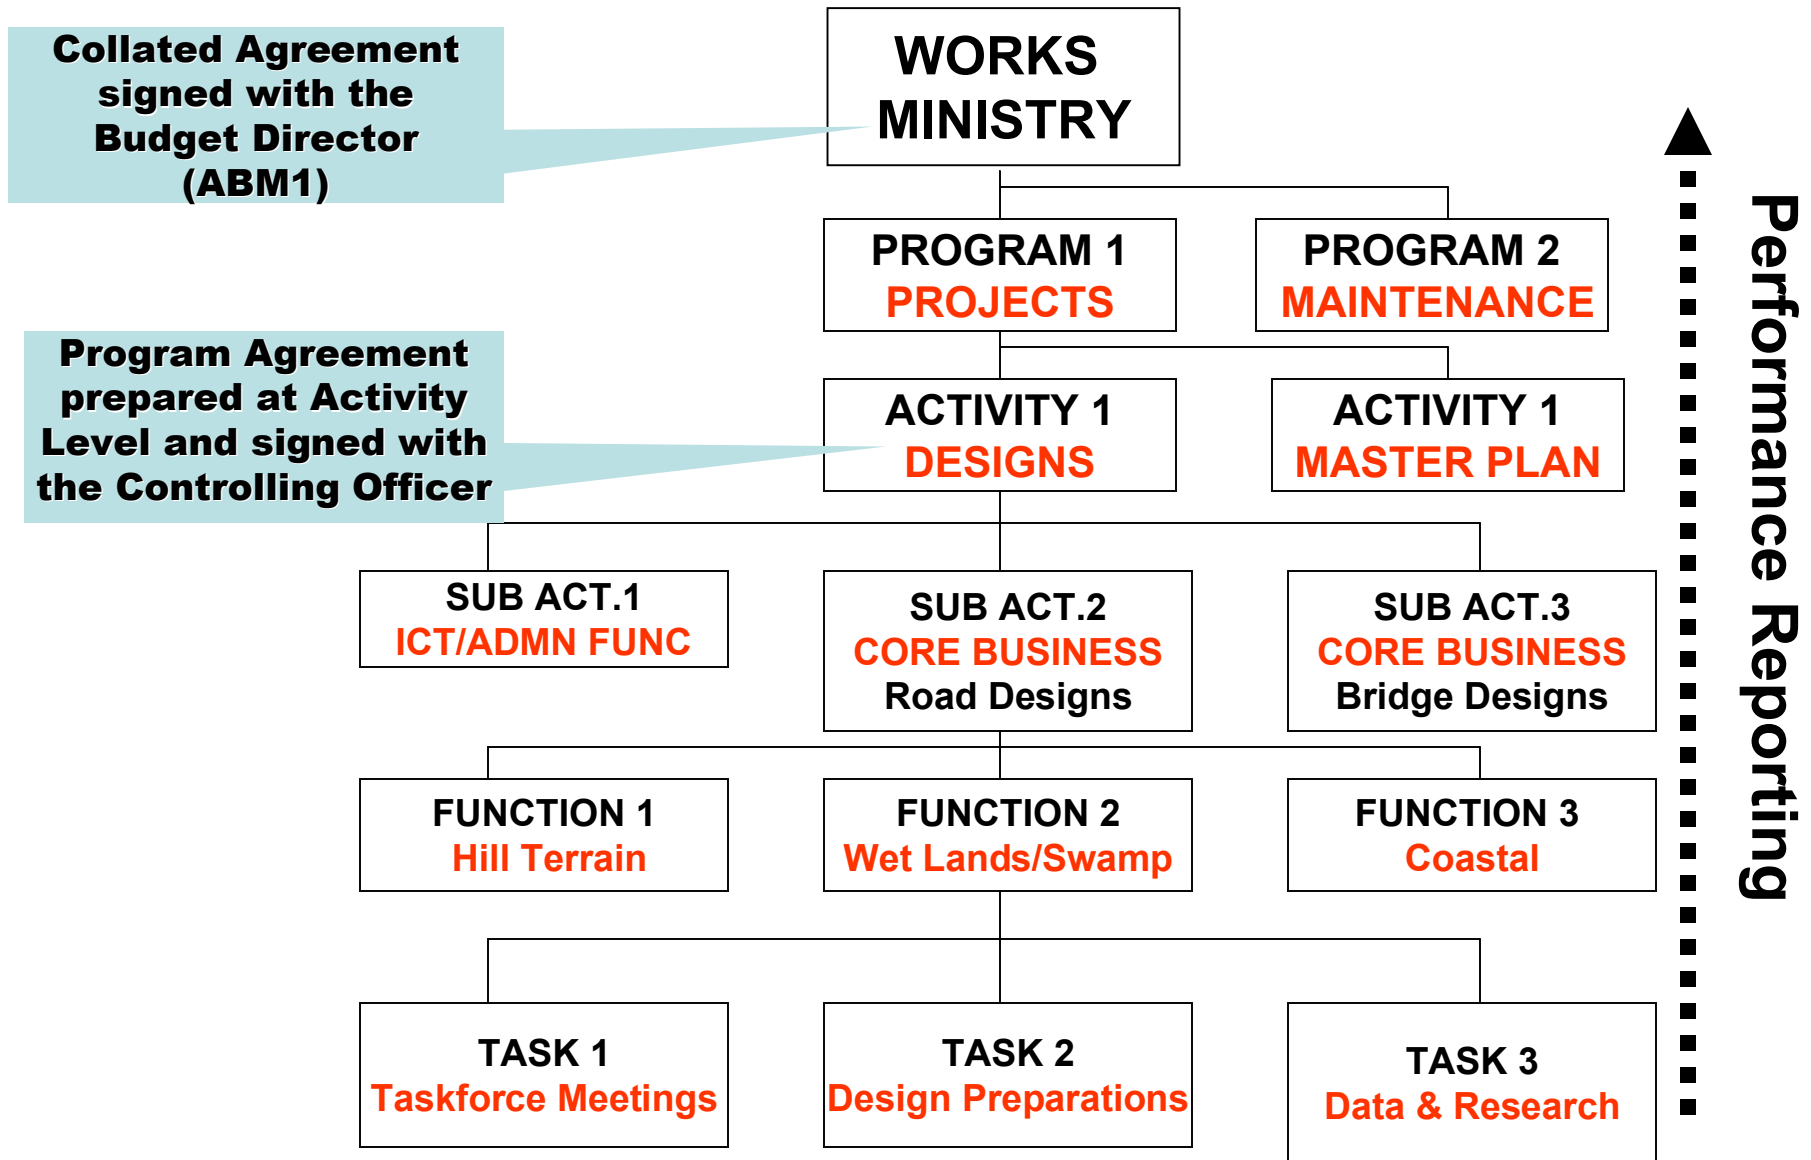 Collated Agreement
signed with the
Budget Director
(ABM1)
WORKS
MINISTRY
PROGRAM 1
PROJECTS
PROGRAM 2
MAINTENANCE
Program Agreement
prepared at Activity
Level and signed with
the Controlling Officer
ACTIVITY 1
DESIGNS
ACTIVITY 1
MASTER PLAN
SUB ACT.1
ICT/ADMN FUNC
SUB ACT.2
CORE BUSINESS
Road Designs
SUB ACT.3
CORE BUSINESS
Bridge Designs
FUNCTION 1
Hill Terrain
FUNCTION 2
Wet Lands/Swamp
FUNCTION 3
Coastal
TASK 1
Taskforce Meetings
TASK 2
Design Preparations
TASK 3
Data & Research
Performance Reporting